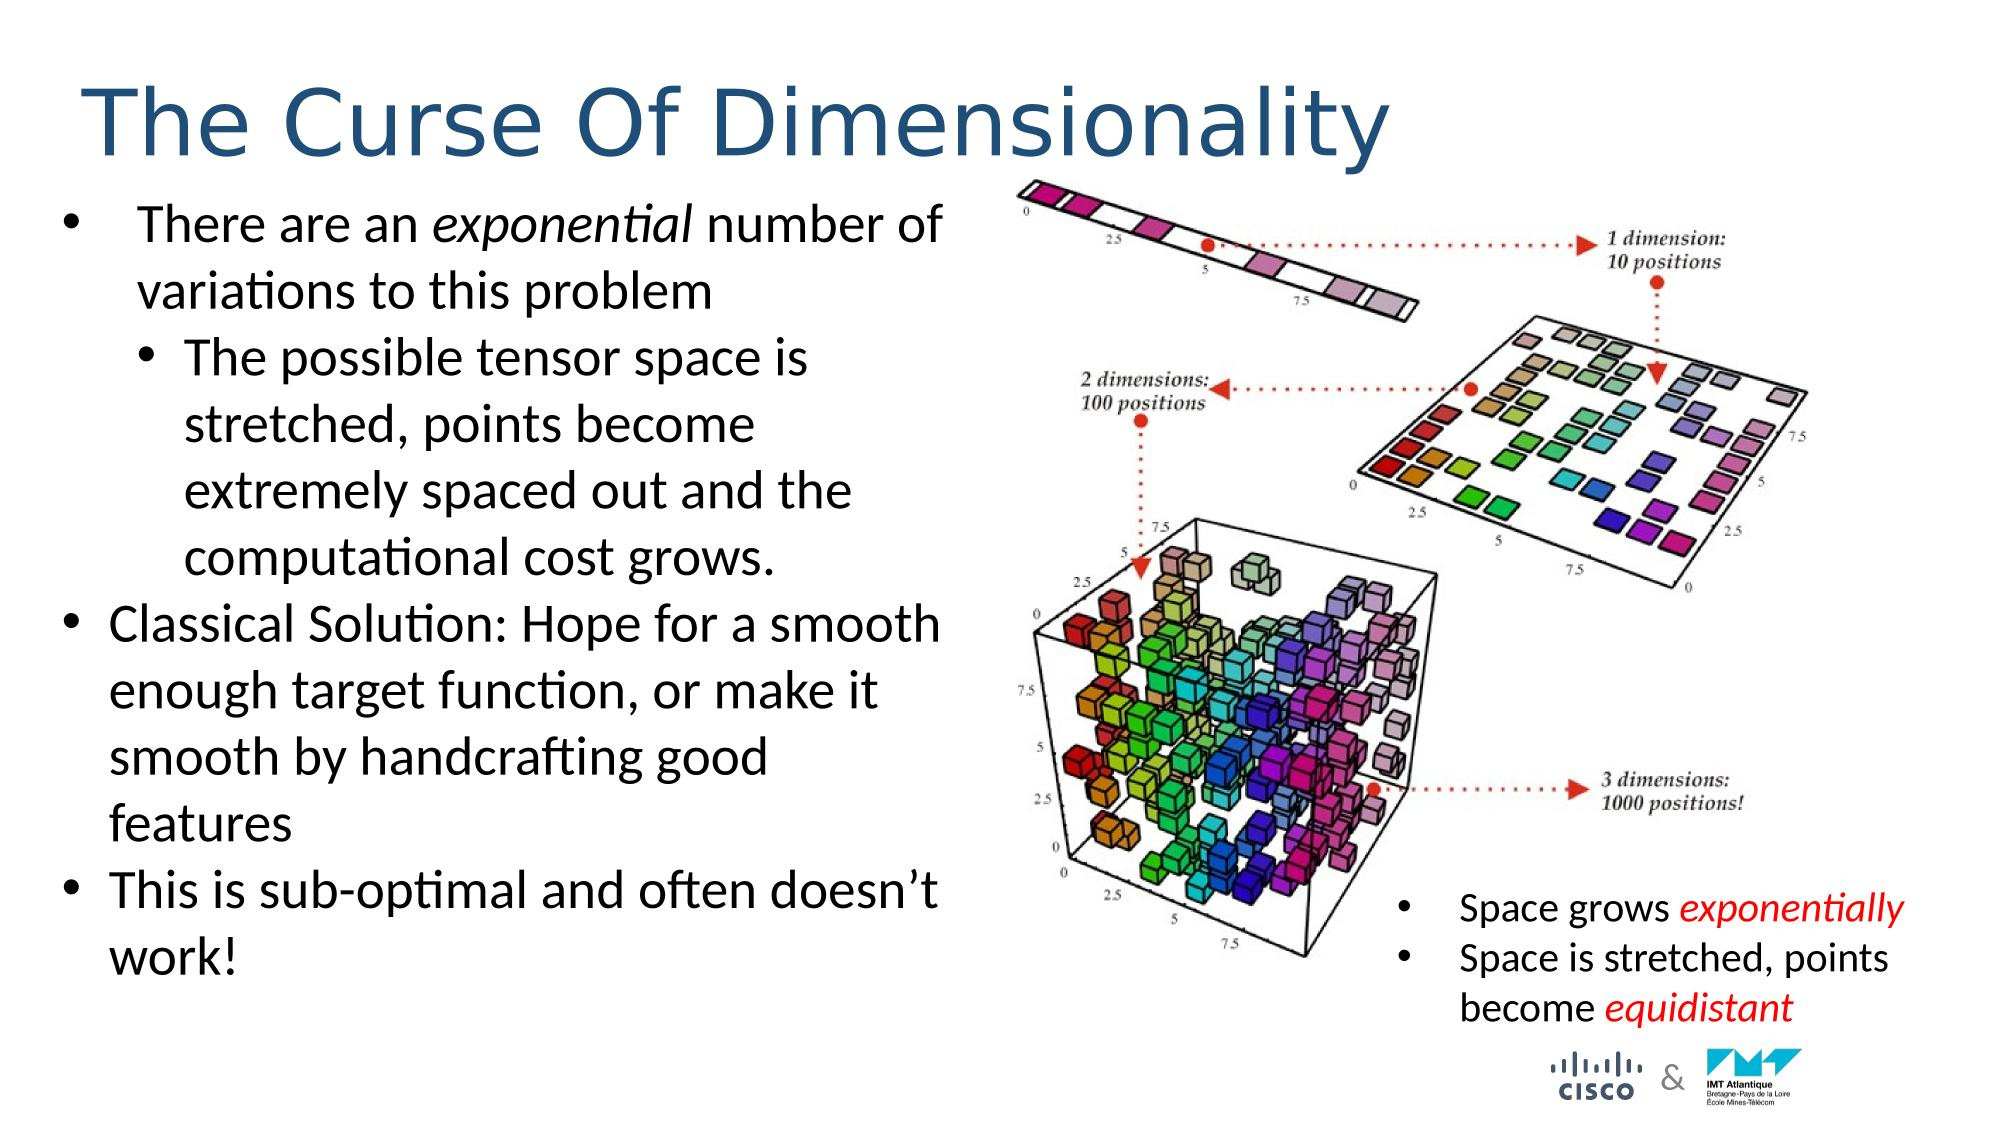 The Curse Of Dimensionality
• There are an exponential number of
variations to this problem
• The possible tensor space is
stretched, points become
extremely spaced out and the
computational cost grows.
• Classical Solution: Hope for a smooth
enough target function, or make it
smooth by handcrafting good
features
• This is sub-optimal and often doesn’t
work!
0
2.5
5
7.5
1 dimension:
10 positions
2 dimensions:
100 positions
0
2.5
5
7.5
0
2.5
5
7.5
7.5
5
2.5
0
7.5
5
2.5
0
0
2.5
5
7.5
3 dimensions:
1000 positions!
• Space grows exponentially
• Space is stretched, points
become equidistant
CISCO
&
IMT Atlantique
Bretagne-Pays de la Loire
École Mines-Télécom